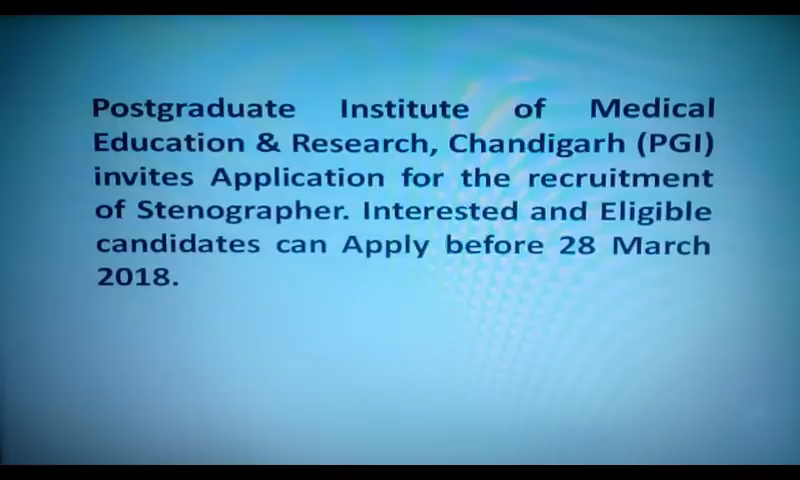 Postgraduate Institute of Medical
Education & Research, Chandigarh (PGI)
invites Application for the recruitment
of Stenographer. Interested and Eligible
candidates can Apply before 28 March
2018.